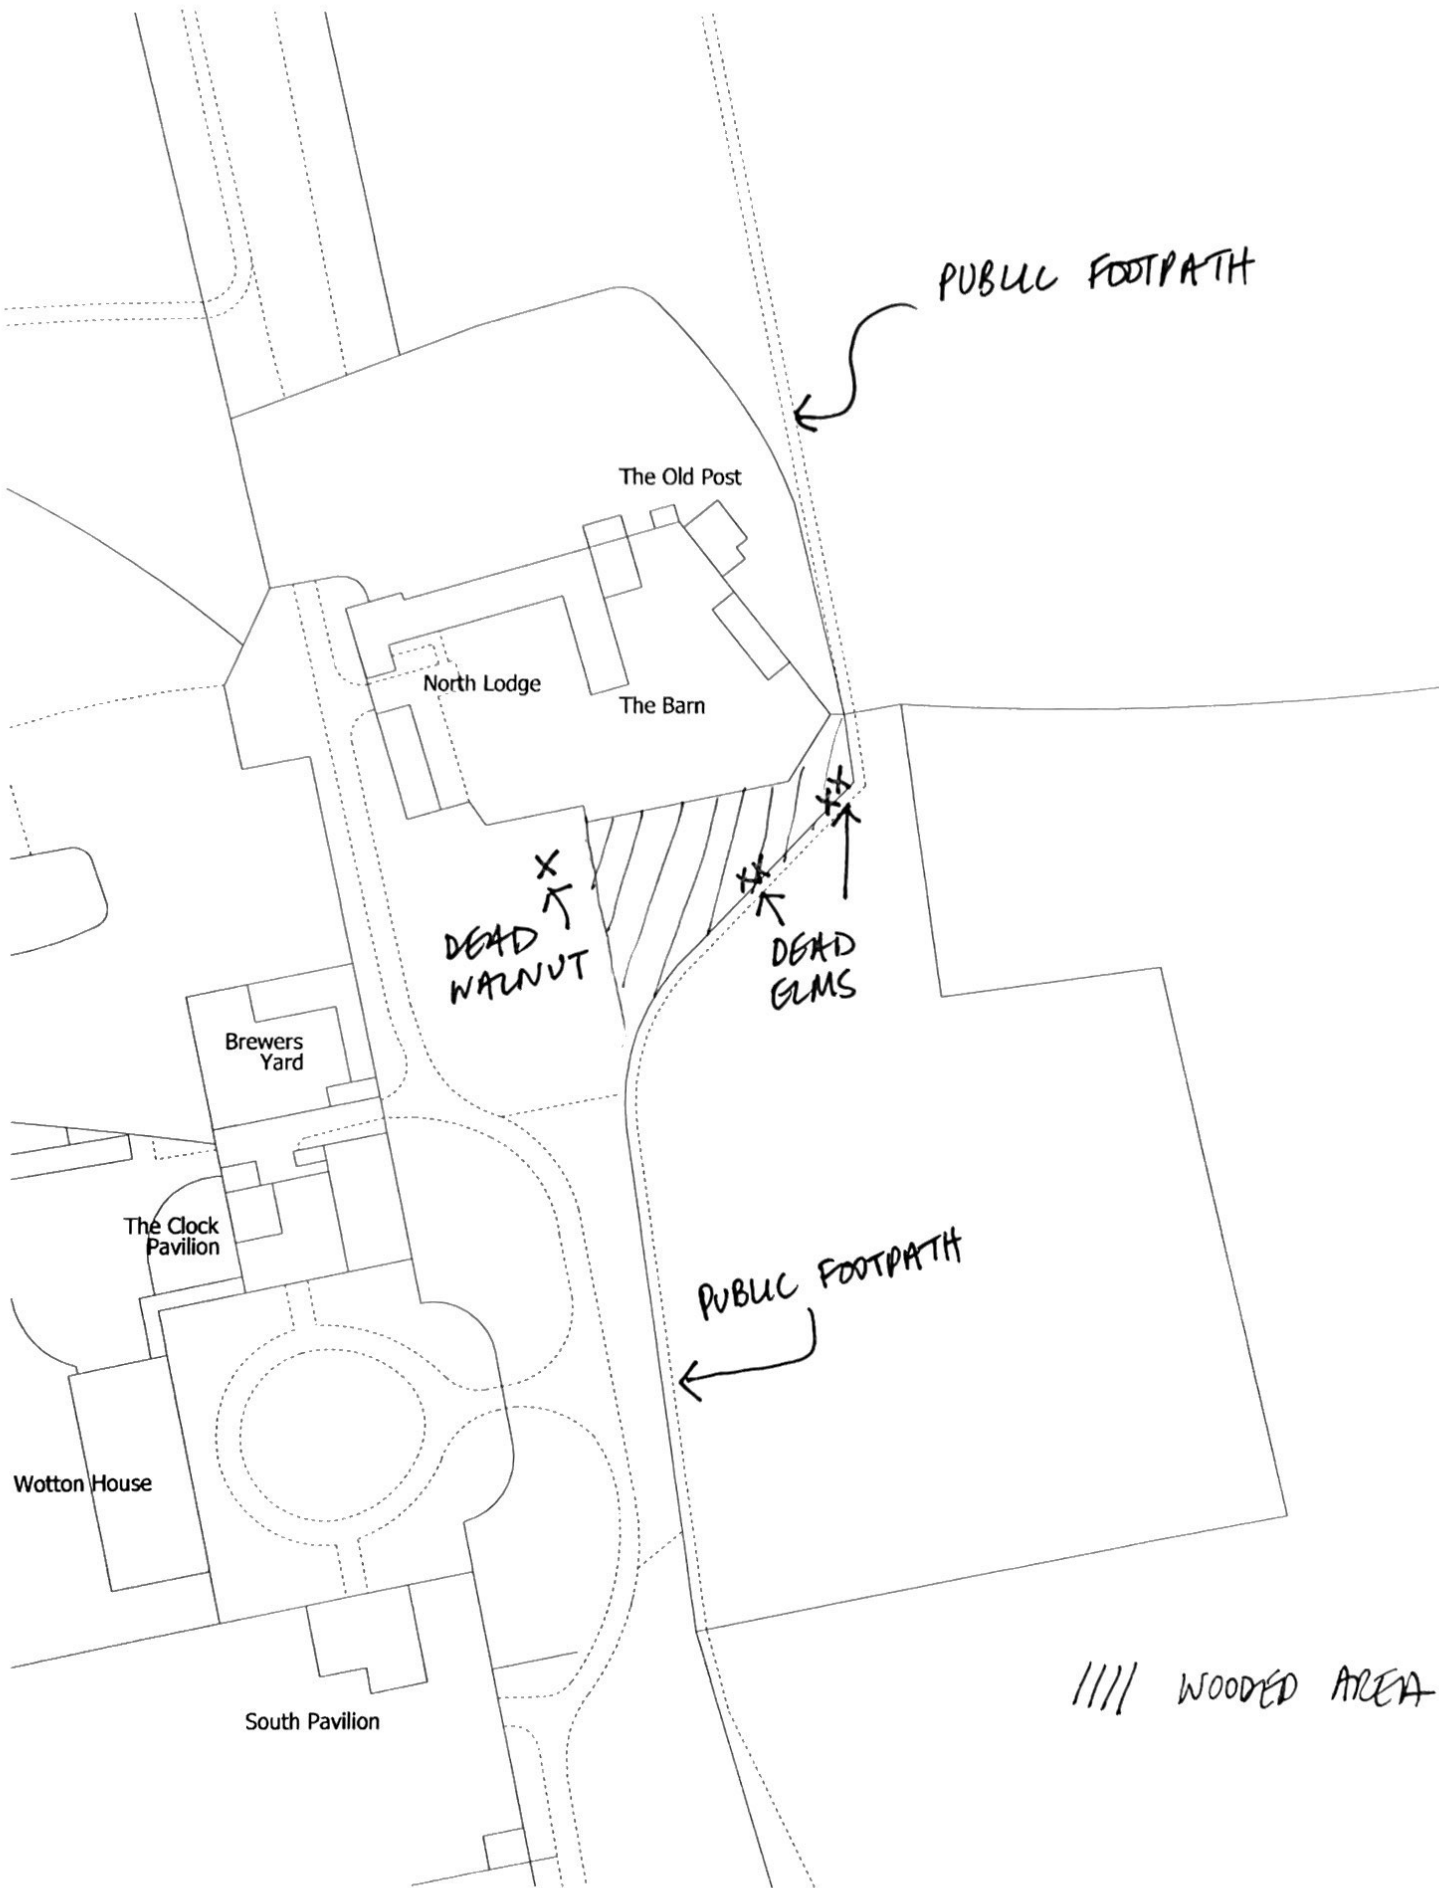 PUBLIC FOOTPATH
The Old Post
North Lodge
The Barn
DEAD
WALNUT
DEAD
ELMS
Brewers
Yard
The Clock
Pavilion
PUBLIC FOOTPATH
Wotton House
WOODED AREA
South Pavilion